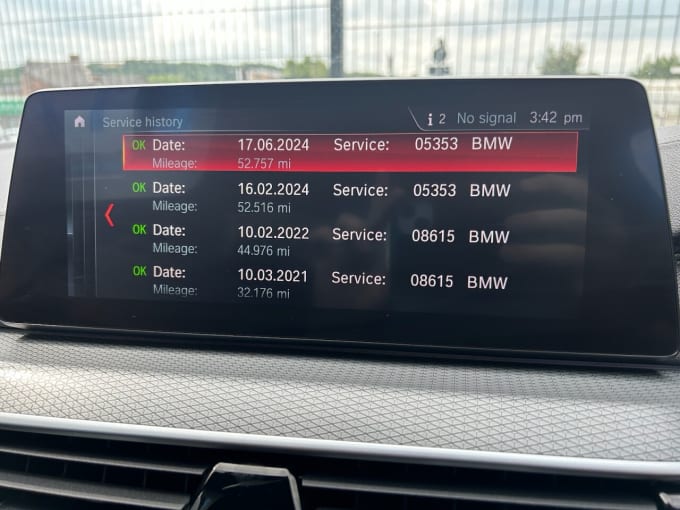 Service history i 2 No signal 3:42 pm
OK Date: 17.06.2024 Service: 05353 BMW
Mileage: 52.757 mi
OK Date: 16.02.2024 Service: 05353 BMW
Mileage: 52.516 mi
OK Date: 10.02.2022 Service: 08615 BMW
Mileage: 44.976 mi
OK Date: 10.03.2021 Service: 08615 BMW
Mileage: 32.176 mi